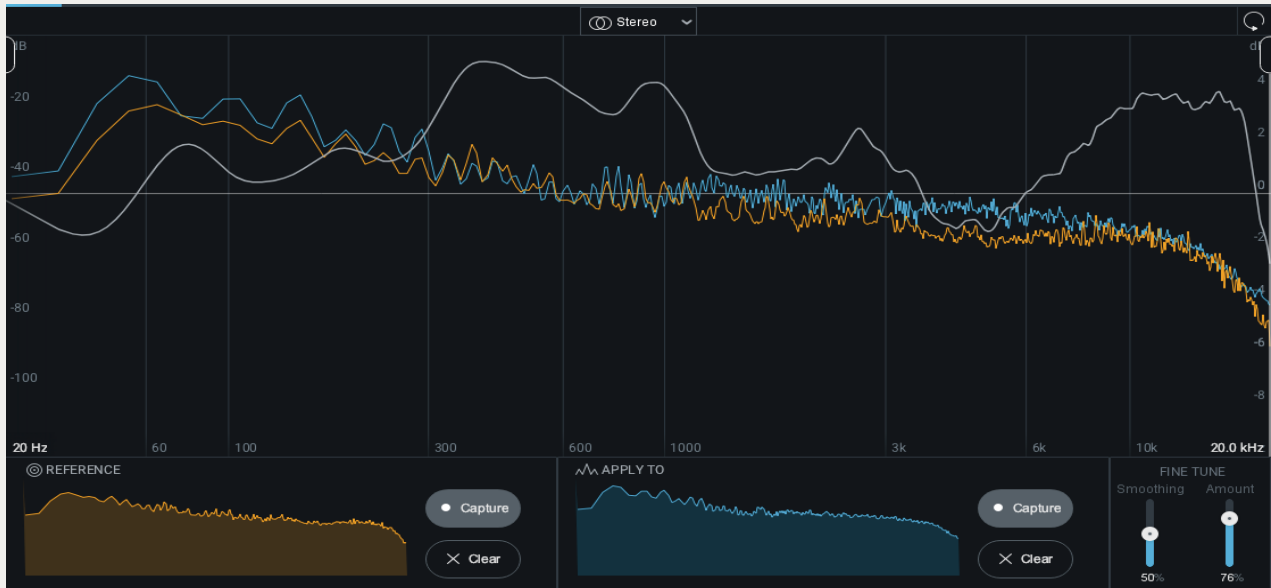 Stereo
dB
dB
-20
4
2
-40
0
-60
-2
-80
-4
-6
-100
-8
20 Hz 60 100 300 600 1000 3k 6k 10k 20.0 kHz
REFERENCE
APPLY TO
FINE TUNE
Smoothing Amount
Capture
Capture
Clear
Clear
50% 76%